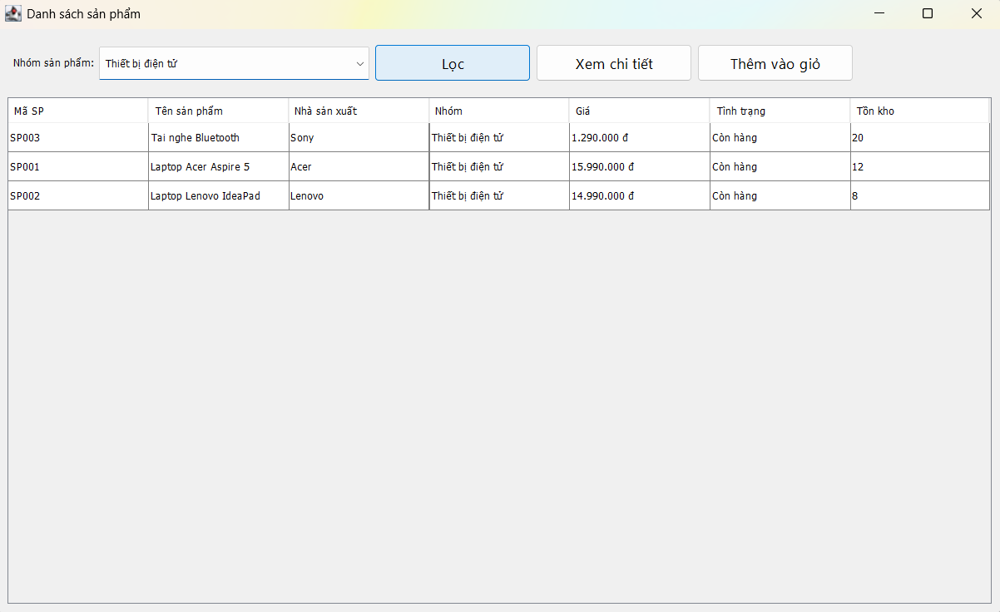 Danh sách sản phẩm
Nhóm sản phẩm: Thiết bị điện tử Lọc Xem chi tiết Thêm vào giỏ
Mã SP Tên sản phẩm Nhà sản xuất Nhóm Giá Tình trạng Tồn kho
SP003 Tai nghe Bluetooth Sony Thiết bị điện tử 1.290.000 đ Còn hàng 20
SP001 Laptop Acer Aspire 5 Acer Thiết bị điện tử 15.990.000 đ Còn hàng 12
SP002 Laptop Lenovo IdeaPad Lenovo Thiết bị điện tử 14.990.000 đ Còn hàng 8